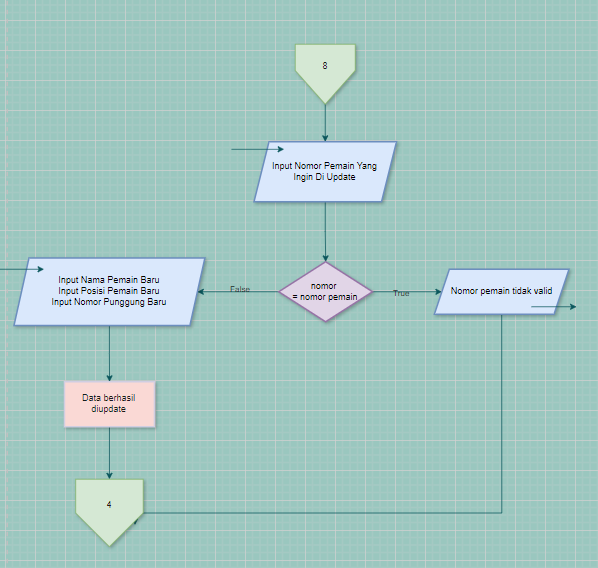 8
Input Nomor Pemain Yang
Ingin Di Update
nomor
= nomor pemain
False
True
Input Nama Pemain Baru
Input Posisi Pemain Baru
Input Nomor Punggung Baru
Nomor pemain tidak valid
Data berhasil
diupdate
4